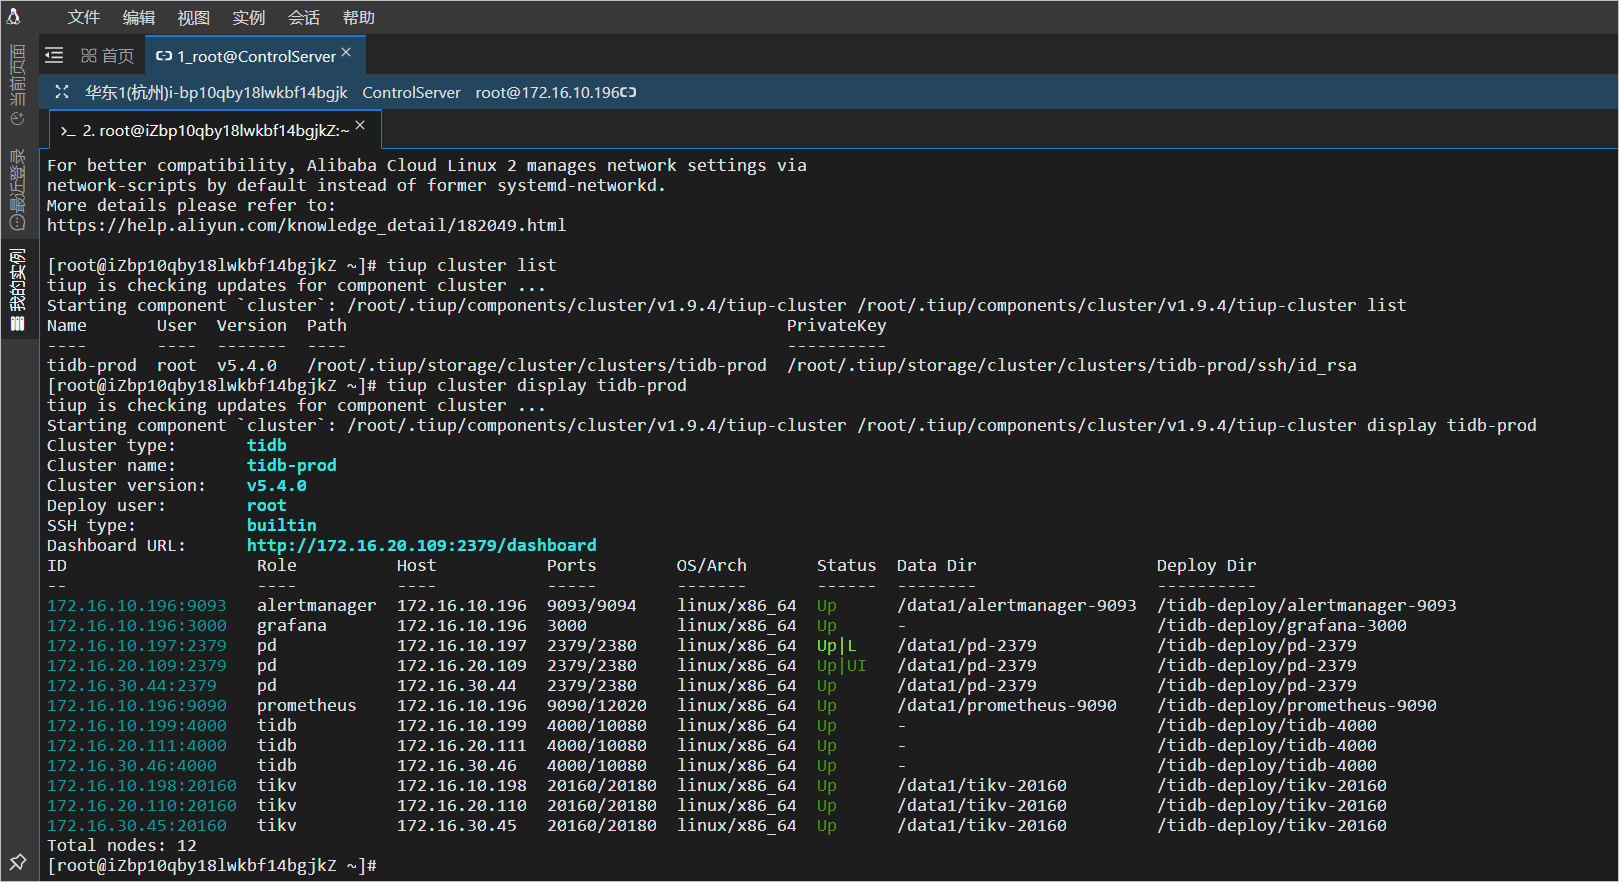 文件 编辑 视图 实例 会话 帮助
首页 1_root@ControlServer
华东1(杭州)i-bp10qby18lwkbf14bgjk ControlServer root@172.16.10.196
>_ 2. root@iZbp10qby18lwkbf14bgjkZ:~
当前页面
最近登录
我的实例
For better compatibility, Alibaba Cloud Linux 2 manages network settings via
network-scripts by default instead of former systemd-networkd.
More details please refer to:
https://help.aliyun.com/knowledge_detail/182049.html
[root@iZbp10qby18lwkbf14bgjkZ ~]# tiup cluster list
tiup is checking updates for component cluster ...
Starting component `cluster`: /root/.tiup/components/cluster/v1.9.4/tiup-cluster /root/.tiup/components/cluster/v1.9.4/tiup-cluster list
Name User Version Path PrivateKey
---- ---- ------- ---- ----------
tidb-prod root v5.4.0 /root/.tiup/storage/cluster/clusters/tidb-prod /root/.tiup/storage/cluster/clusters/tidb-prod/ssh/id_rsa
[root@iZbp10qby18lwkbf14bgjkZ ~]# tiup cluster display tidb-prod
tiup is checking updates for component cluster ...
Starting component `cluster`: /root/.tiup/components/cluster/v1.9.4/tiup-cluster /root/.tiup/components/cluster/v1.9.4/tiup-cluster display tidb-prod
Cluster type: tidb
Cluster name: tidb-prod
Cluster version: v5.4.0
Deploy user: root
SSH type: builtin
Dashboard URL: http://172.16.20.109:2379/dashboard
ID Role Host Ports OS/Arch Status Data Dir Deploy Dir
-- ---- ---- ----- ------- ------ -------- ----------
172.16.10.196:9093 alertmanager 172.16.10.196 9093/9094 linux/x86_64 Up /data1/alertmanager-9093 /tidb-deploy/alertmanager-9093
172.16.10.196:3000 grafana 172.16.10.196 3000 linux/x86_64 Up - /tidb-deploy/grafana-3000
172.16.10.197:2379 pd 172.16.10.197 2379/2380 linux/x86_64 Up|L /data1/pd-2379 /tidb-deploy/pd-2379
172.16.20.109:2379 pd 172.16.20.109 2379/2380 linux/x86_64 Up|UI /data1/pd-2379 /tidb-deploy/pd-2379
172.16.30.44:2379 pd 172.16.30.44 2379/2380 linux/x86_64 Up /data1/pd-2379 /tidb-deploy/pd-2379
172.16.10.196:9090 prometheus 172.16.10.196 9090/12020 linux/x86_64 Up /data1/prometheus-9090 /tidb-deploy/prometheus-9090
172.16.10.199:4000 tidb 172.16.10.199 4000/10080 linux/x86_64 Up - /tidb-deploy/tidb-4000
172.16.20.111:4000 tidb 172.16.20.111 4000/10080 linux/x86_64 Up - /tidb-deploy/tidb-4000
172.16.30.46:4000 tidb 172.16.30.46 4000/10080 linux/x86_64 Up - /tidb-deploy/tidb-4000
172.16.10.198:20160 tikv 172.16.10.198 20160/20180 linux/x86_64 Up /data1/tikv-20160 /tidb-deploy/tikv-20160
172.16.20.110:20160 tikv 172.16.20.110 20160/20180 linux/x86_64 Up /data1/tikv-20160 /tidb-deploy/tikv-20160
172.16.30.45:20160 tikv 172.16.30.45 20160/20180 linux/x86_64 Up /data1/tikv-20160 /tidb-deploy/tikv-20160
Total nodes: 12
[root@iZbp10qby18lwkbf14bgjkZ ~]#